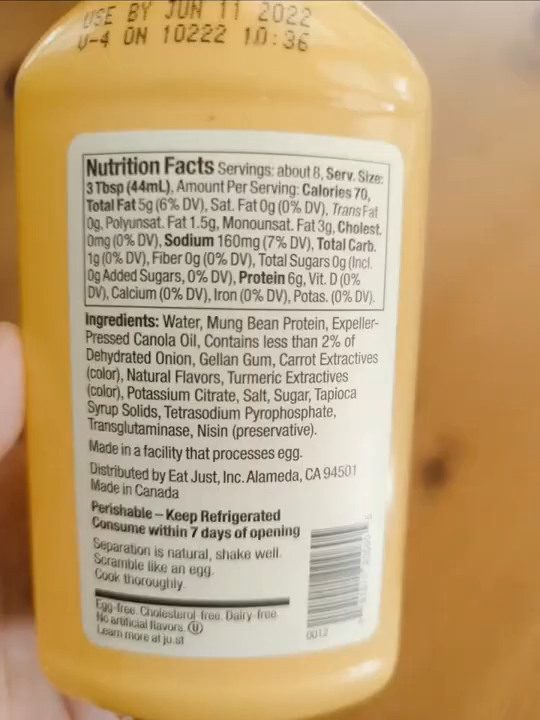 USE BY JUN 11 2022
U-4 ON 10222 10:36
Nutrition Facts Servings: about 8, Serv. Size:
3 Tbsp (44mL), Amount Per Serving: Calories 70,
Total Fat 5g (6% DV), Sat. Fat 0g (0% DV), Trans Fat
0g, Polyunsat. Fat 1.5g, Monounsat. Fat 3g, Cholest.
0mg (0% DV), Sodium 160mg (7% DV), Total Carb.
1g (0% DV), Fiber 0g (0% DV), Total Sugars 0g (Incl.
0g Added Sugars, 0% DV), Protein 6g, Vit. D (0%
DV), Calcium (0% DV), Iron (0% DV), Potas. (0% DV).
Ingredients: Water, Mung Bean Protein, Expeller-
Pressed Canola Oil, Contains less than 2% of
Dehydrated Onion, Gellan Gum, Carrot Extractives
(color), Natural Flavors, Turmeric Extractives
(color), Potassium Citrate, Salt, Sugar, Tapioca
Syrup Solids, Tetrasodium Pyrophosphate,
Transglutaminase, Nisin (preservative).
Made in a facility that processes egg.
Distributed by Eat Just, Inc. Alameda, CA 94501
Made in Canada
Perishable – Keep Refrigerated
Consume within 7 days of opening
Separation is natural, shake well.
Scramble like an egg.
Cook thoroughly.
Egg-free. Cholesterol-free. Dairy-free.
No artificial flavors. U
Learn more at ju.st
0012